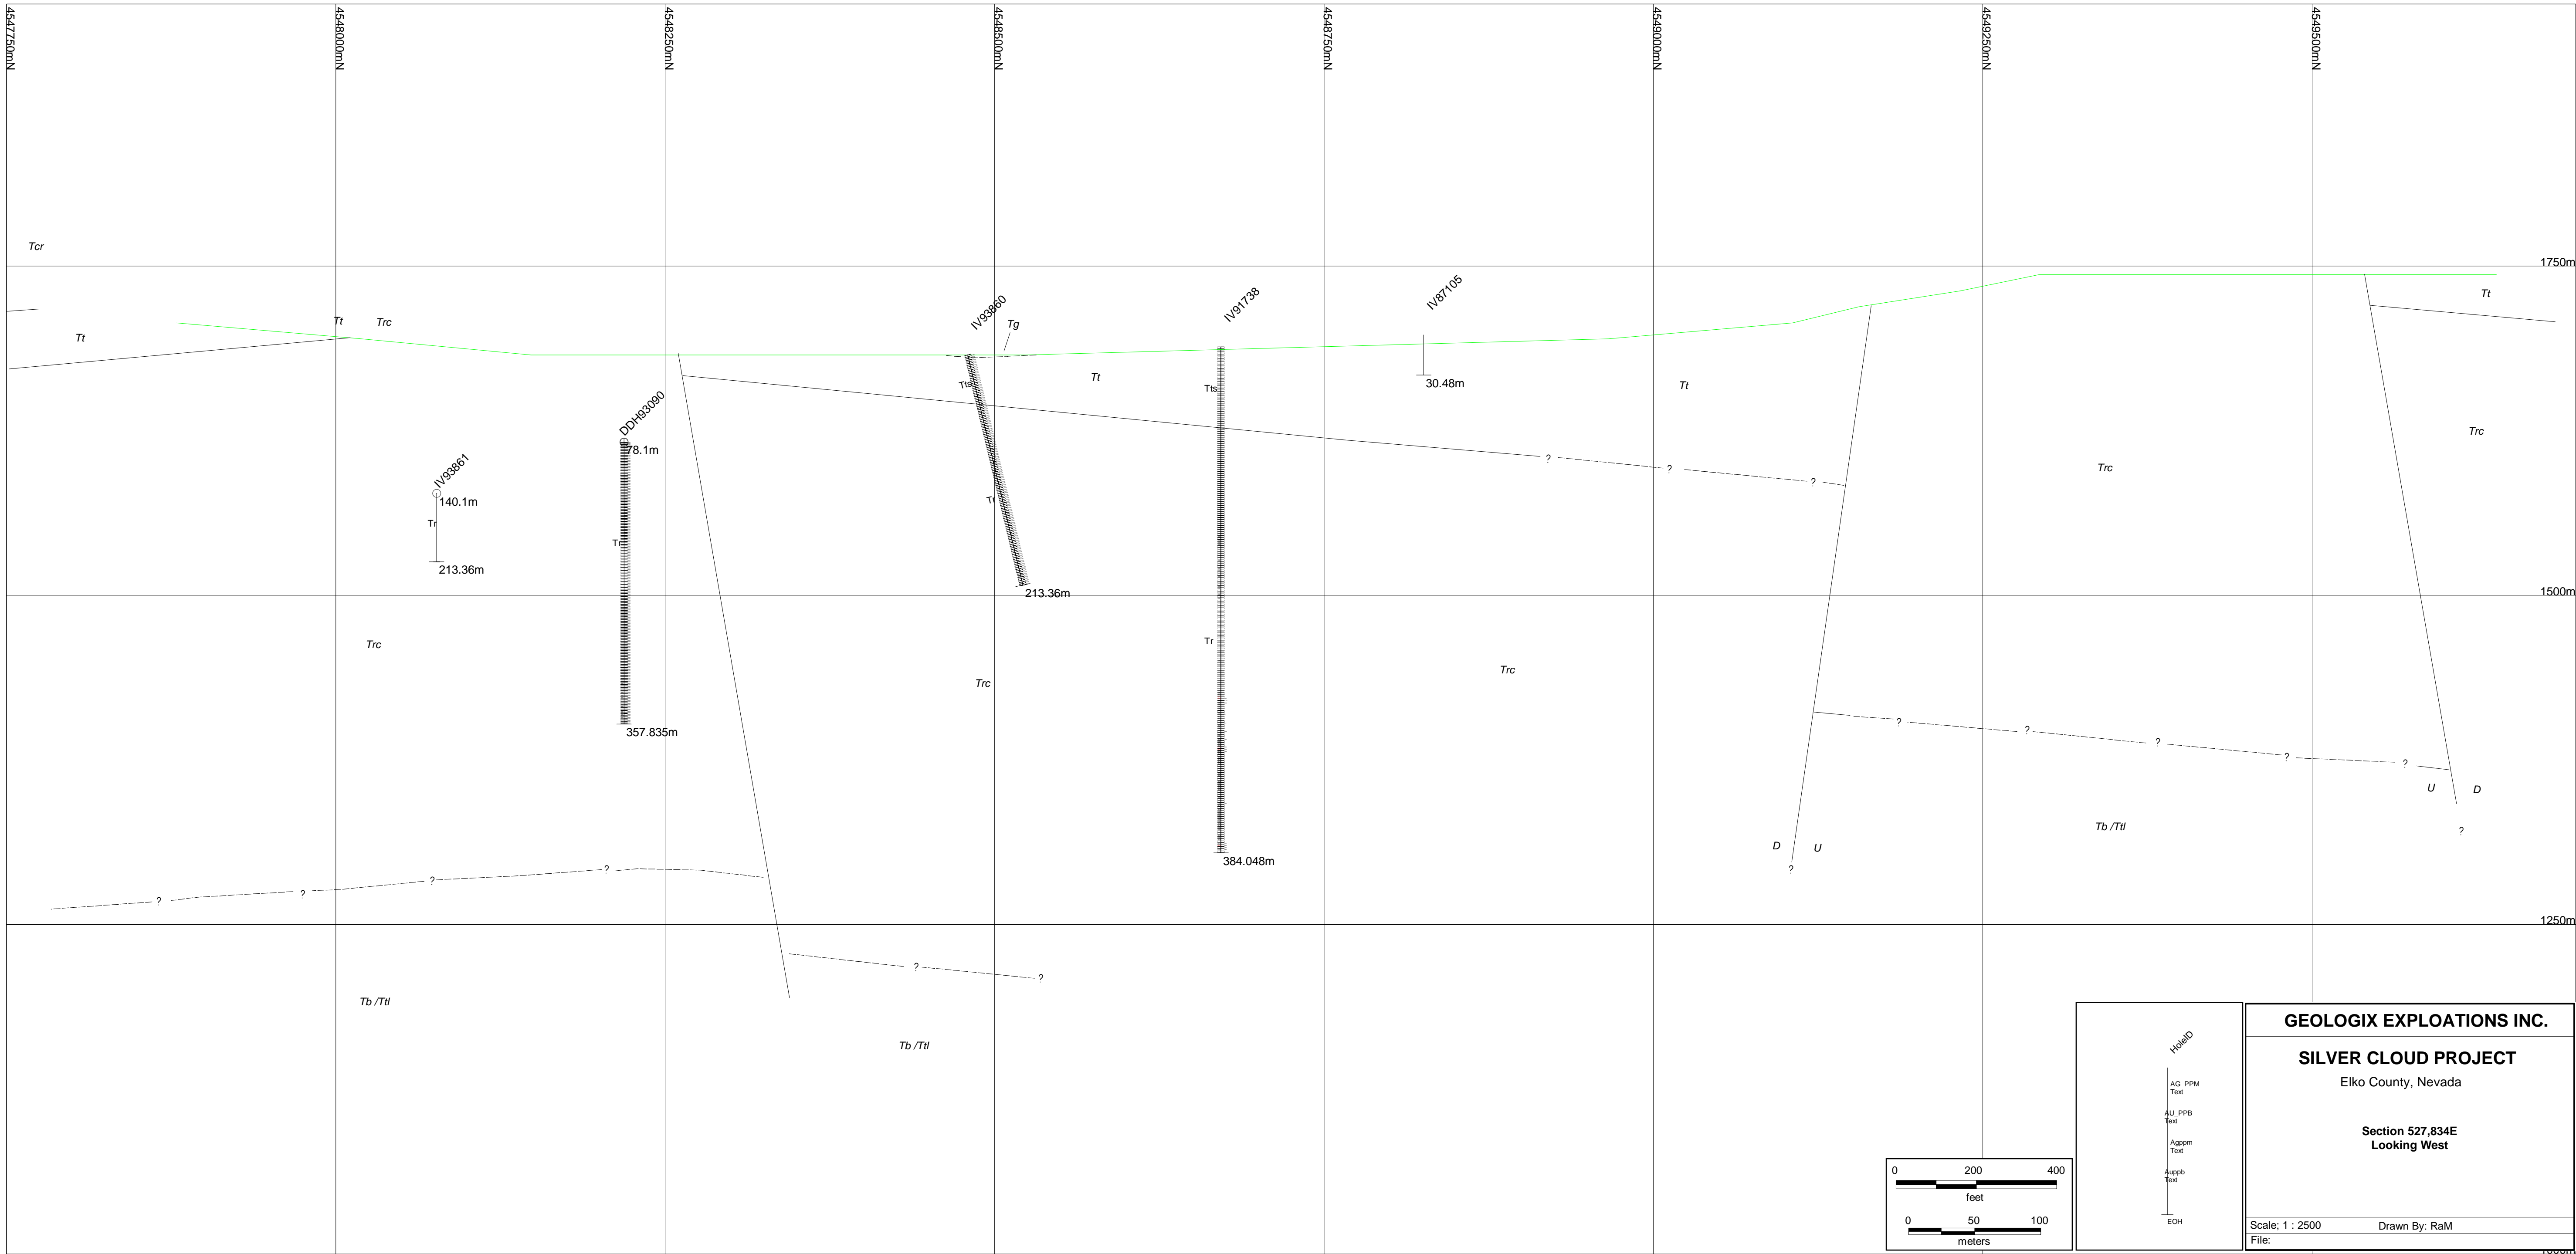 4547750mN
4548000mN
4548250mN
4548500mN
4548750mN
4549000mN
4549250mN
4549500mN
Tcr
1750m
IV93860
IV91738
IV87105
Tt
Tt
Trc
Tg
Tt
Tts
Tt
Tts
30.48m
Tt
Trc
DDH93090
78.1m
IV93861
140.1m
Tr
213.36m
Tr
Tr
213.36m
?
?
?
Trc
1500m
Trc
Trc
Tr
Trc
357.835m
384.048m
?
?
?
?
?
U
D
?
D
U
?
Tb /Ttl
?
?
?
?
1250m
?
?
Tb /Ttl
Tb /Ttl
HoleID
AG_PPM
Text
AU_PPB
Text
Agppm
Text
Auppb
Text
EOH
0 200 400
feet
0 50 100
meters
GEOLOGIX EXPLOATIONS INC.
SILVER CLOUD PROJECT
Elko County, Nevada
Section 527,834E
Looking West
Scale; 1 : 2500 Drawn By: RaM
File: